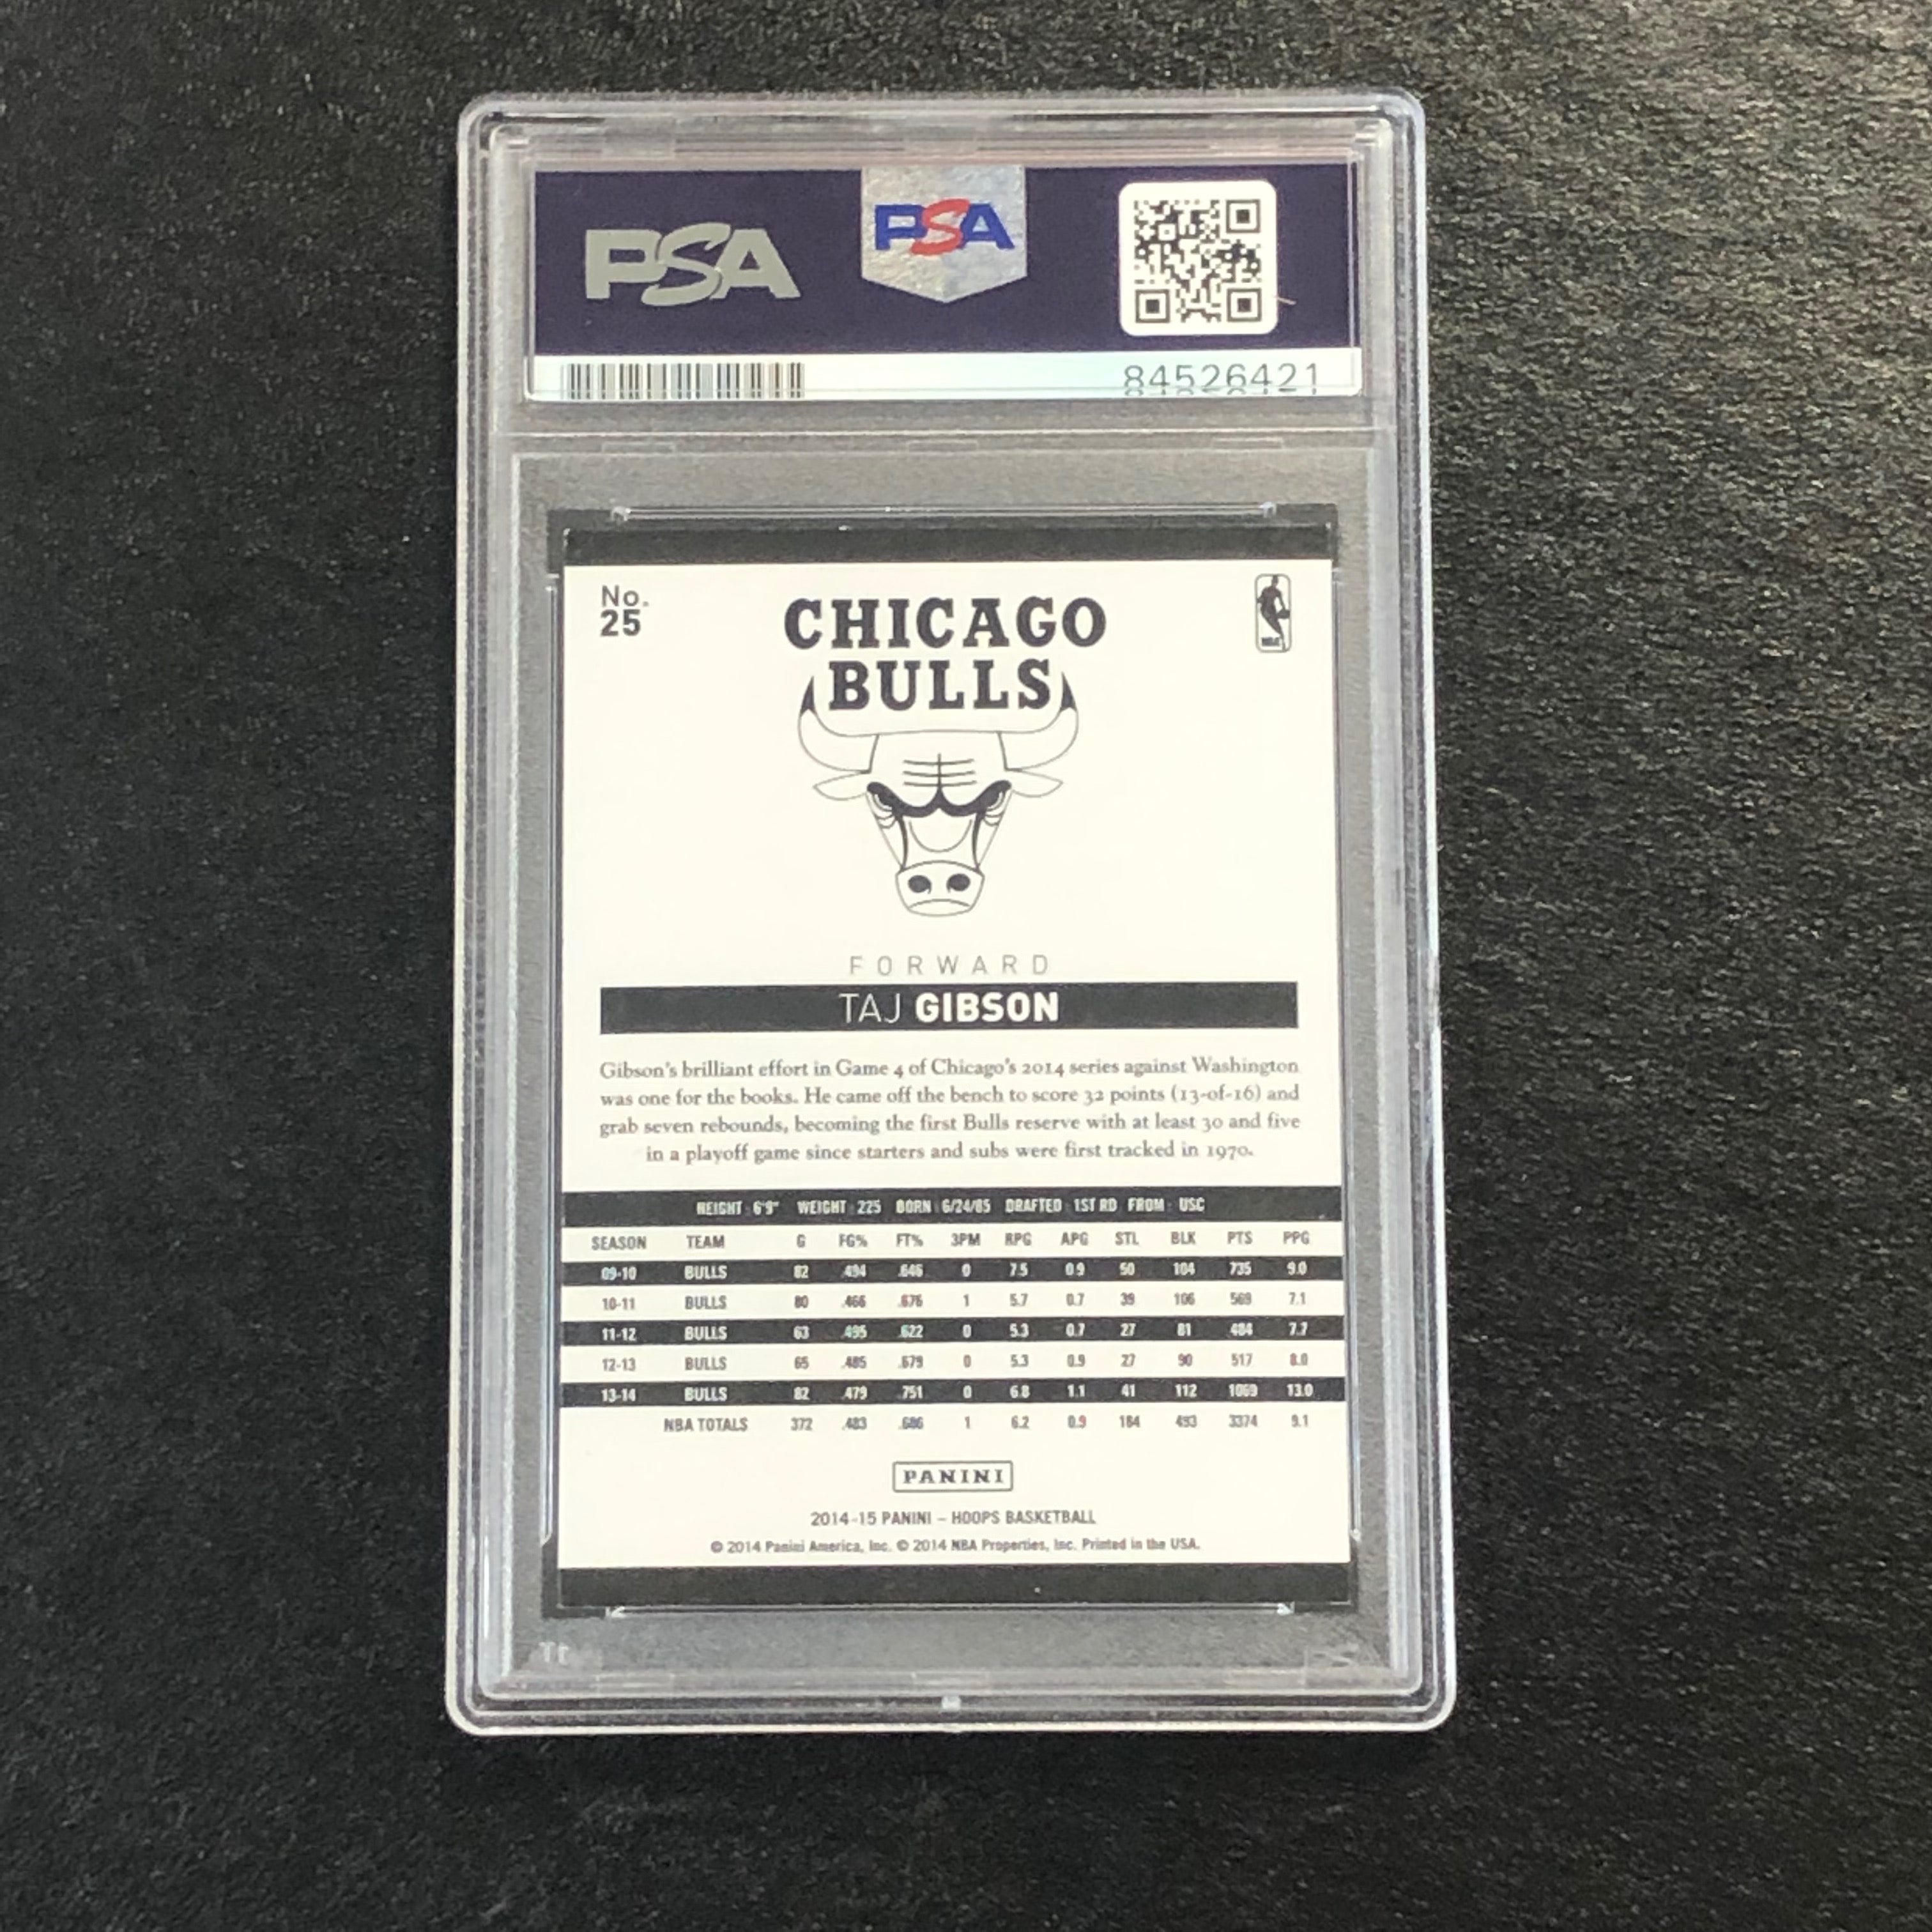 PSA
PSA
84526421
No.
25
CHICAGO
BULLS
NBA
FORWARD
TAJ GIBSON
Gibson's brilliant effort in Game 4 of Chicago's 2014 series against Washington
was one for the books. He came off the bench to score 32 points (13-of-16) and
grab seven rebounds, becoming the first Bulls reserve with at least 30 and five
in a playoff game since starters and subs were first tracked in 1970.
HEIGHT: 6'9" WEIGHT: 225 BORN: 6/24/85 DRAFTED: 1ST RD FROM: USC
SEASON TEAM G FG% FT% 3PM RPG APG STL BLK PTS PPG
09-10 BULLS 82 .494 .646 0 7.5 0.9 50 104 735 9.0
10-11 BULLS 80 .466 .676 1 5.7 0.7 39 106 569 7.1
11-12 BULLS 63 .495 .622 0 5.3 0.7 27 81 484 7.7
12-13 BULLS 65 .485 .679 0 5.3 0.9 27 90 517 8.0
13-14 BULLS 82 .479 .751 0 6.8 1.1 41 112 1069 13.0
NBA TOTALS 372 .483 .686 1 6.2 0.9 184 493 3374 9.1
PANINI
2014-15 PANINI – HOOPS BASKETBALL
© 2014 Panini America, Inc. © 2014 NBA Properties, Inc. Printed in the USA.